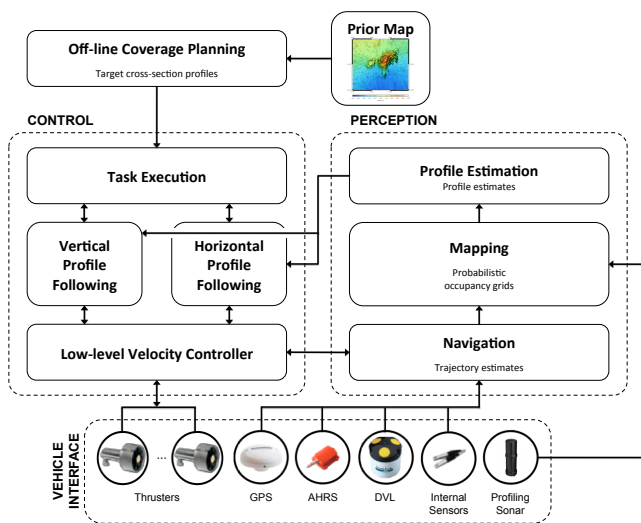 Off-line Coverage Planning
Target cross-section profiles
Prior Map
CONTROL
PERCEPTION
Task Execution
Profile Estimation
Profile estimates
Vertical
Profile
Following
Horizontal
Profile
Following
Mapping
Probabilistic
occupancy grids
Low-level Velocity Controller
Navigation
Trajectory estimates
VEHICLE
INTERFACE
...
Thrusters
GPS
AHRS
DVL
Internal
Sensors
Profiling
Sonar